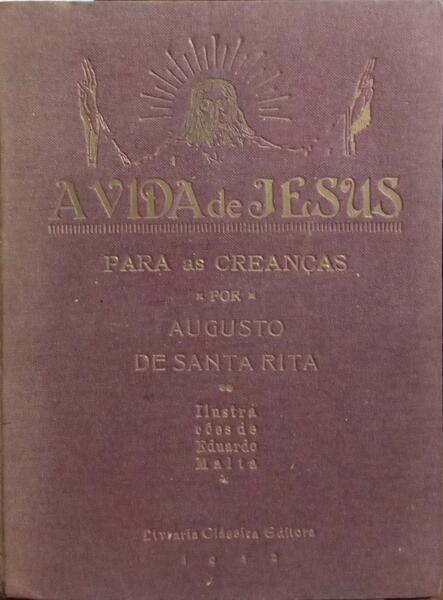 A VIDA de JESUS
PARA as CREANÇAS
POR
AUGUSTO
DE SANTA RITA
Ilustra
ções de
Eduardo
Malta
Livraria Clássica Editora